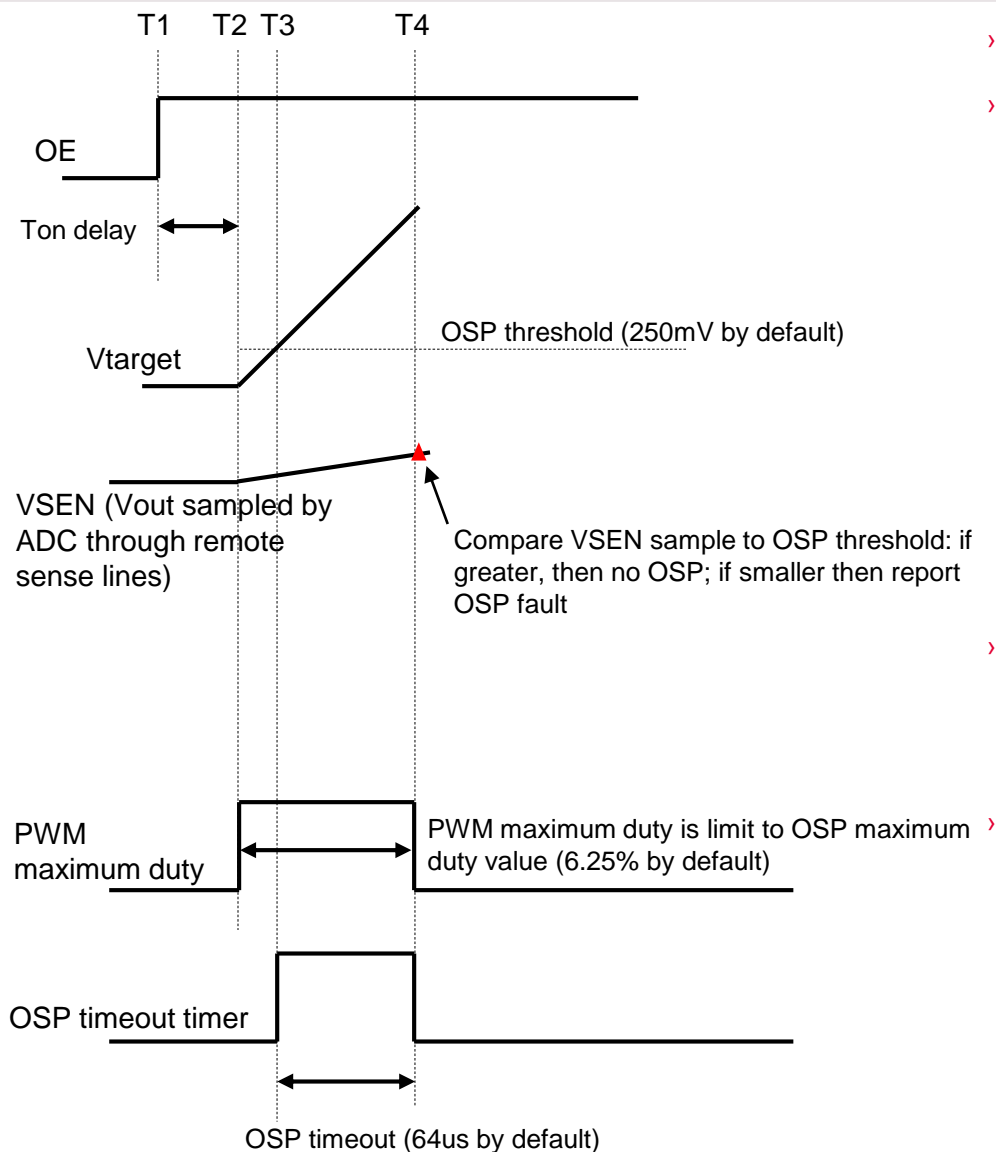 T1 T2 T3 T4
›
›
OE
Ton delay
OSP threshold (250mV by default)
Vtarget
VSEN (Vout sampled by
ADC through remote
sense lines)
Compare VSEN sample to OSP threshold: if
greater, then no OSP; if smaller then report
OSP fault
›
PWM
maximum duty
PWM maximum duty is limit to OSP maximum
duty value (6.25% by default)
›
OSP timeout timer
OSP timeout (64us by default)